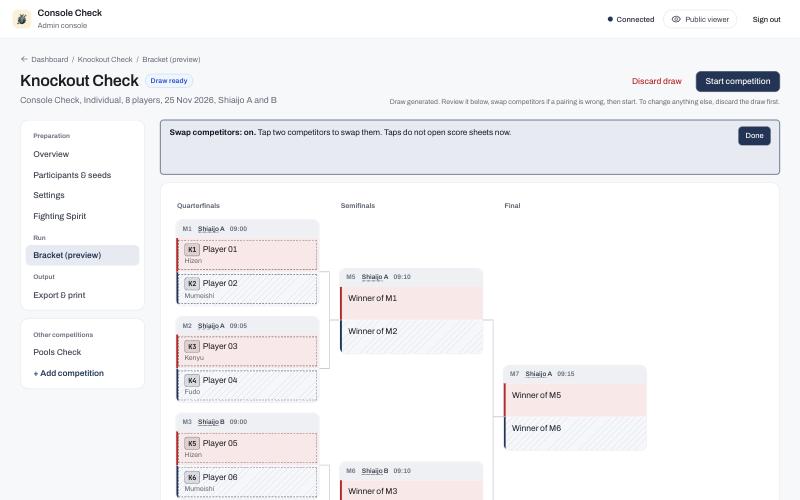 Console Check
Admin console
Connected
Public viewer
Sign out
← Dashboard / Knockout Check / Bracket (preview)
Knockout Check
Draw ready
Discard draw
Start competition
Console Check, Individual, 8 players, 25 Nov 2026, Shiaijo A and B
Draw generated. Review it below, swap competitors if a pairing is wrong, then start. To change anything else, discard the draw first.
Preparation
Overview
Participants & seeds
Settings
Fighting Spirit
Run
Bracket (preview)
Output
Export & print
Other competitions
Pools Check
+ Add competition
Swap competitors: on. Tap two competitors to swap them. Taps do not open score sheets now.
Done
Quarterfinals
Semifinals
Final
M1 Shiaijo A 09:00
K1 Player 01
Hizen
K2 Player 02
Mumeishi
M2 Shiaijo A 09:05
K3 Player 03
Kenyu
K4 Player 04
Fudo
M3 Shiaijo B 09:00
K5 Player 05
Hizen
K6 Player 06
Mumeishi
M5 Shiaijo A 09:10
Winner of M1
Winner of M2
M6 Shiaijo B 09:10
Winner of M3
M7 Shiaijo A 09:15
Winner of M5
Winner of M6